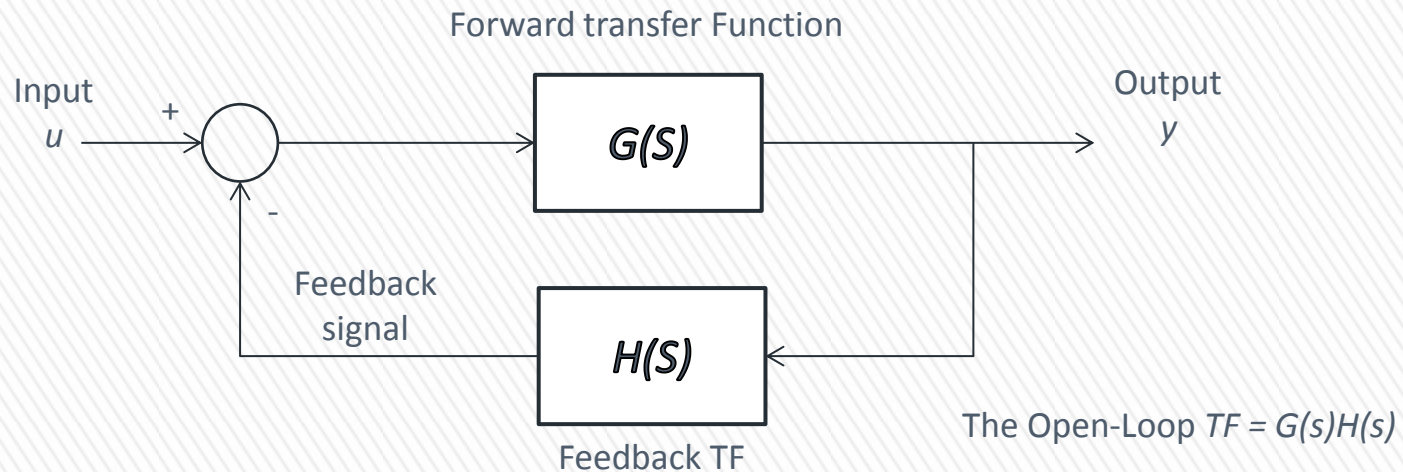 Forward transfer Function
Input
u
+
G(S)
Output
y
-
Feedback
signal
H(S)
Feedback TF
The Open-Loop TF = G(s)H(s)